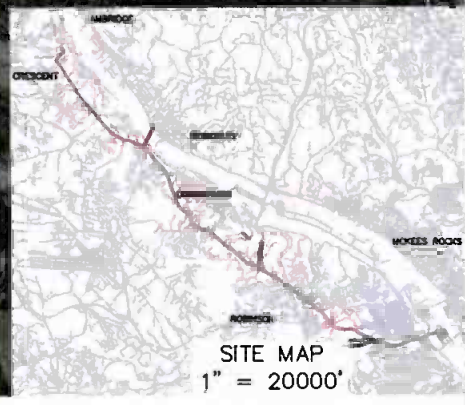 AMBRIDGE
CRESCENT
MCKEES ROCKS
ROBINSON
SITE MAP
1" = 20000'